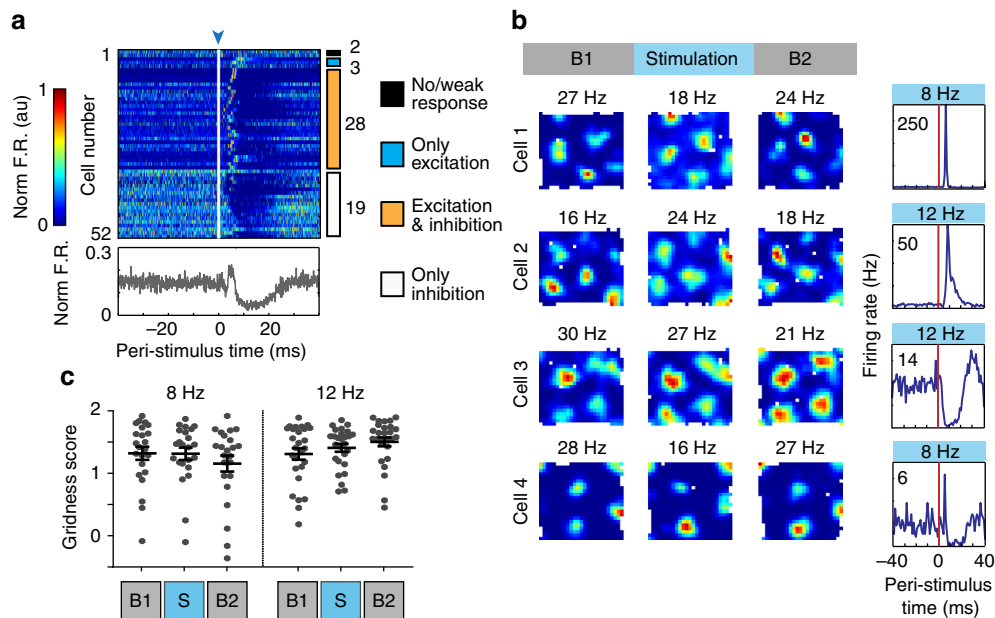 a
1
2
3
28
19
1
0
Norm F.R. (au)
Cell number
52
No/weak
response
Only
excitation
Excitation
& inhibition
Only
inhibition
0.3
0
Norm F.R.
−20
0
20
Peri-stimulus time (ms)
b
B1
Stimulation
B2
27 Hz
18 Hz
24 Hz
Cell 1
8 Hz
250
16 Hz
24 Hz
18 Hz
Cell 2
12 Hz
50
30 Hz
27 Hz
21 Hz
Cell 3
12 Hz
14
28 Hz
16 Hz
27 Hz
Cell 4
8 Hz
6
Firing rate (Hz)
−40
0
40
Peri-stimulus
time (ms)
c
8 Hz
12 Hz
2
1
0
Gridness score
B1
S
B2
B1
S
B2